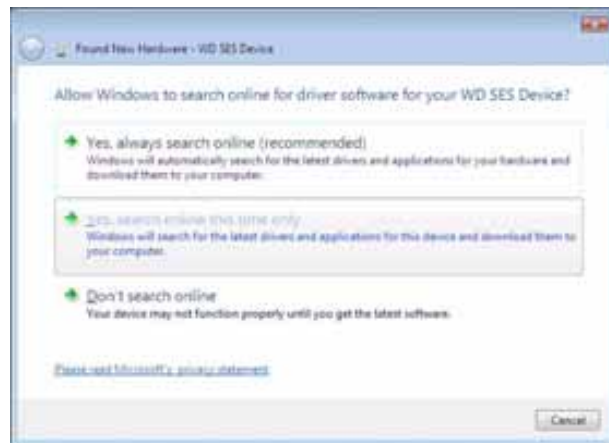 Found New Hardware - WD SES Device
Allow Windows to search online for driver software for your WD SES Device?
Yes, always search online (recommended)
Windows will automatically search for the latest drivers and applications for your hardware and
download them to your computer.
Yes, search online this time only
Windows will search for the latest drivers and applications for this device and download them to
your computer.
Don't search online
Your device may not function properly until you get the latest software.
Please read Microsoft's privacy statement
Cancel